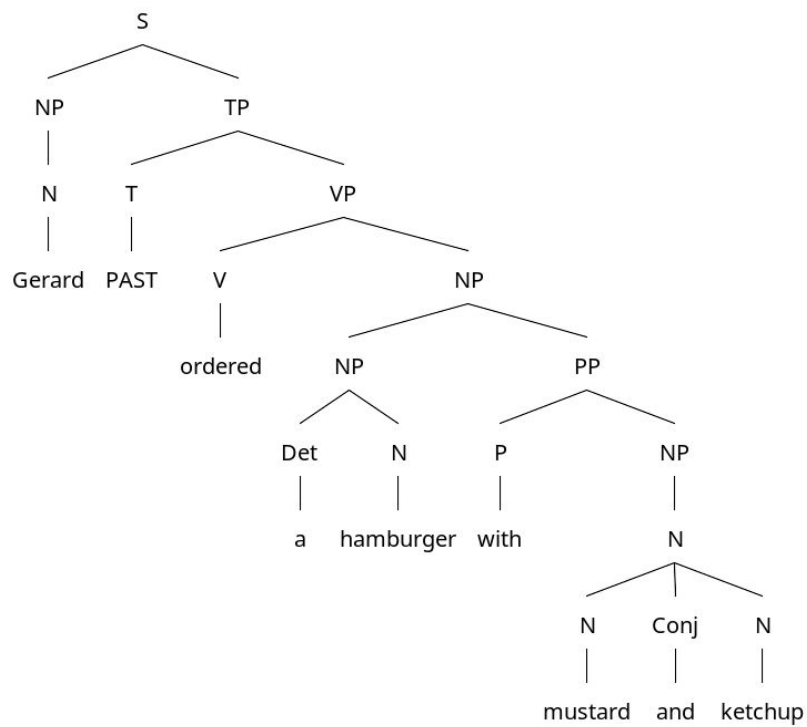 S
NP TP
N T VP
Gerard PAST V NP
ordered NP PP
Det N P NP
a hamburger with N
N Conj N
mustard and ketchup